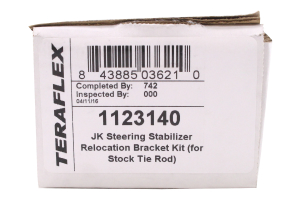 TERAFLEX
8 43885 03621 0
Completed By: 742
Inspected By: 000
04/11/16
1123140
JK Steering Stabilizer
Relocation Bracket Kit (for
Stock Tie Rod)